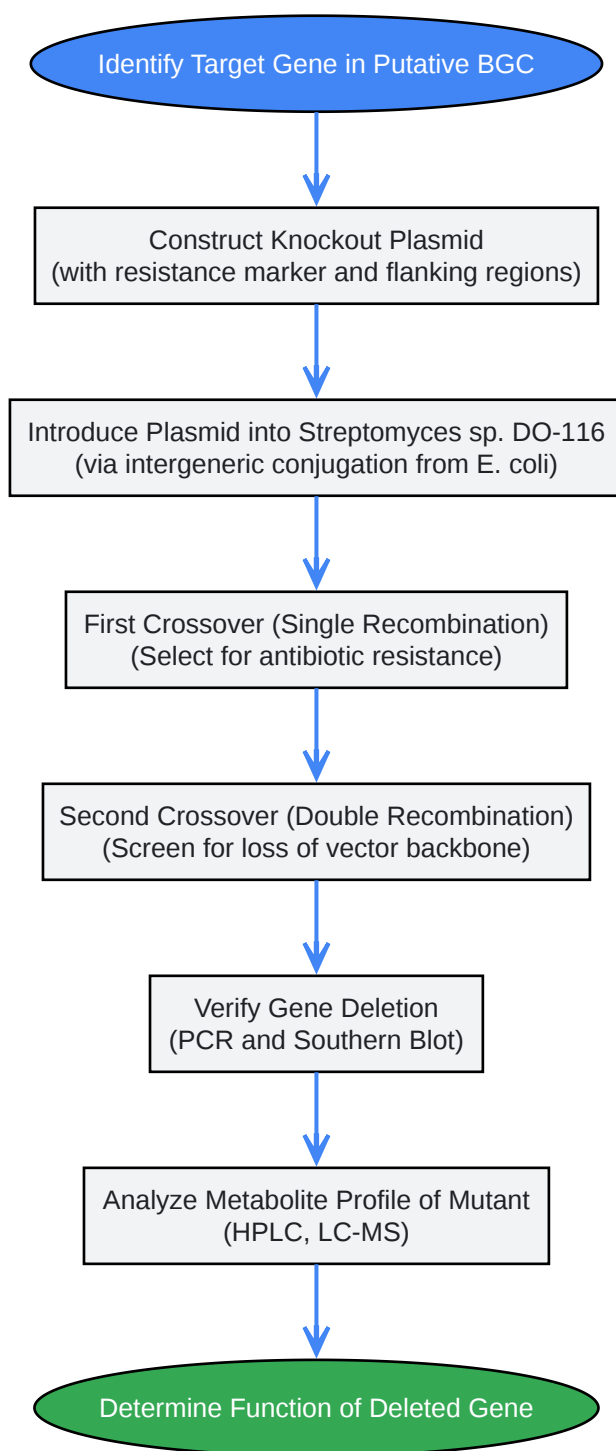 Identify Target Gene in Putative BGC
Construct Knockout Plasmid
(with resistance marker and flanking regions)
Introduce Plasmid into Streptomyces sp. DO-116
(via intergeneric conjugation from E. coli)
First Crossover (Single Recombination)
(Select for antibiotic resistance)
Second Crossover (Double Recombination)
(Screen for loss of vector backbone)
Verify Gene Deletion
(PCR and Southern Blot)
Analyze Metabolite Profile of Mutant
(HPLC, LC-MS)
Determine Function of Deleted Gene